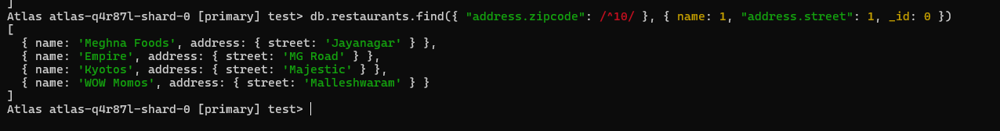 ]
Atlas atlas-q4r87l-shard-0 [primary] test> db.restaurants.find({ "address.zipcode": /^10/ }, { name: 1, "address.street": 1, _id: 0 })
[
  { name: 'Meghna Foods', address: { street: 'Jayanagar' } },
  { name: 'Empire', address: { street: 'MG Road' } },
  { name: 'Kyotos', address: { street: 'Majestic' } },
  { name: 'WOW Momos', address: { street: 'Malleshwaram' } }
]
Atlas atlas-q4r87l-shard-0 [primary] test>